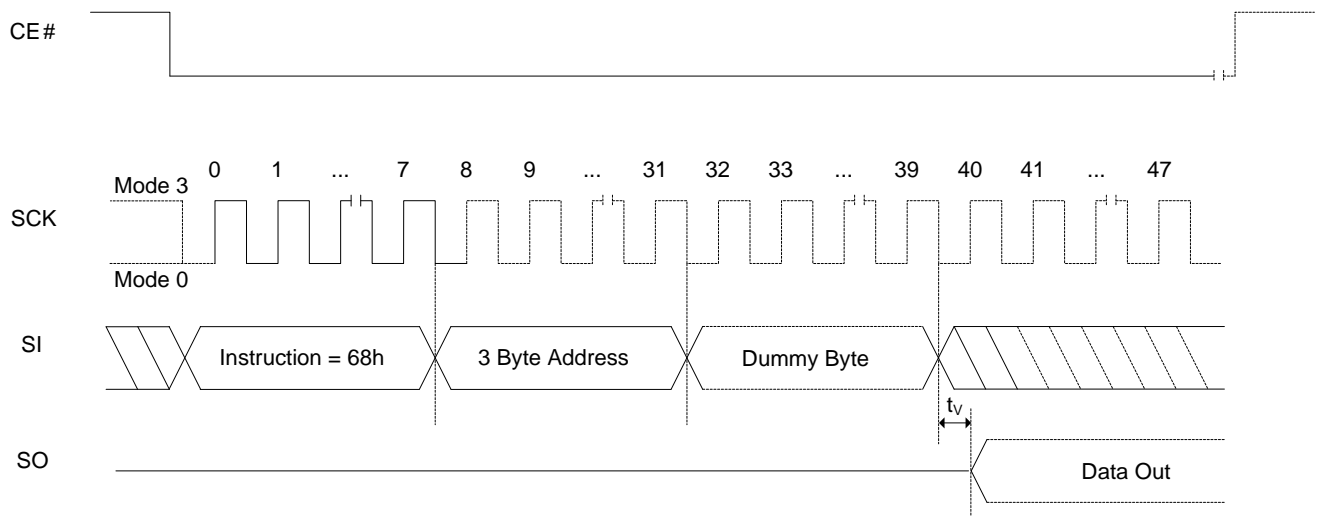 CE#
0 1 ... 7 8 9 ... 31 32 33 ... 39 40 41 ... 47
Mode 3
SCK
Mode 0
SI
Instruction = 68h
3 Byte Address
Dummy Byte
tV
SO
Data Out